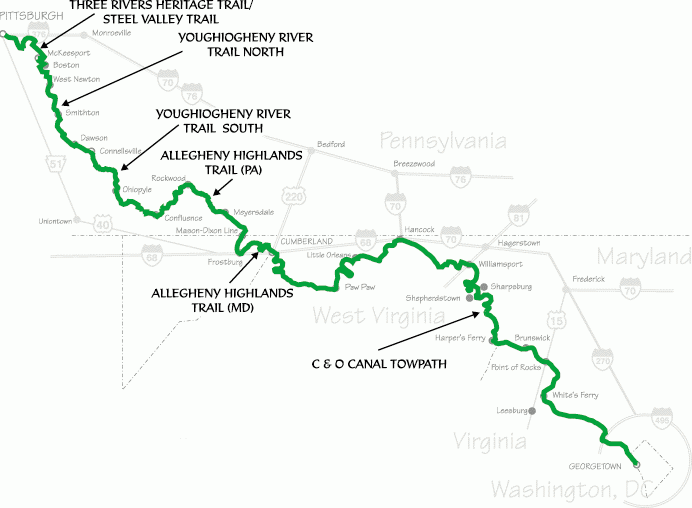 THREE RIVERS HERITAGE TRAIL/
STEEL VALLEY TRAIL
PITTSBURGH
Monroeville
YOUGHIOGHENY RIVER
TRAIL NORTH
McKeesport
Boston
West Newton
70
76
Smithton
YOUGHIOGHENY RIVER
TRAIL SOUTH
Dawson
Connellsville
51
Bedford
Pennsylvania
ALLEGHENY HIGHLANDS
TRAIL (PA)
Breezewood
70
76
Rockwood
Ohiopyle
220
Uniontown
40
Confluence
Meyersdale
Mason-Dixon Line
81
Hancock
CUMBERLAND
68
70
Hagerstown
68
Frostburg
Little Orleans
Maryland
Williamsport
ALLEGHENY HIGHLANDS
TRAIL (MD)
Paw Paw
Sharpsburg
Shepherdstown
Frederick
270
West Virginia
15
Harper's Ferry
Brunswick
C & O CANAL TOWPATH
Point of Rocks
70
White's Ferry
Leesburg
495
Virginia
270
GEORGETOWN
Washington, DC